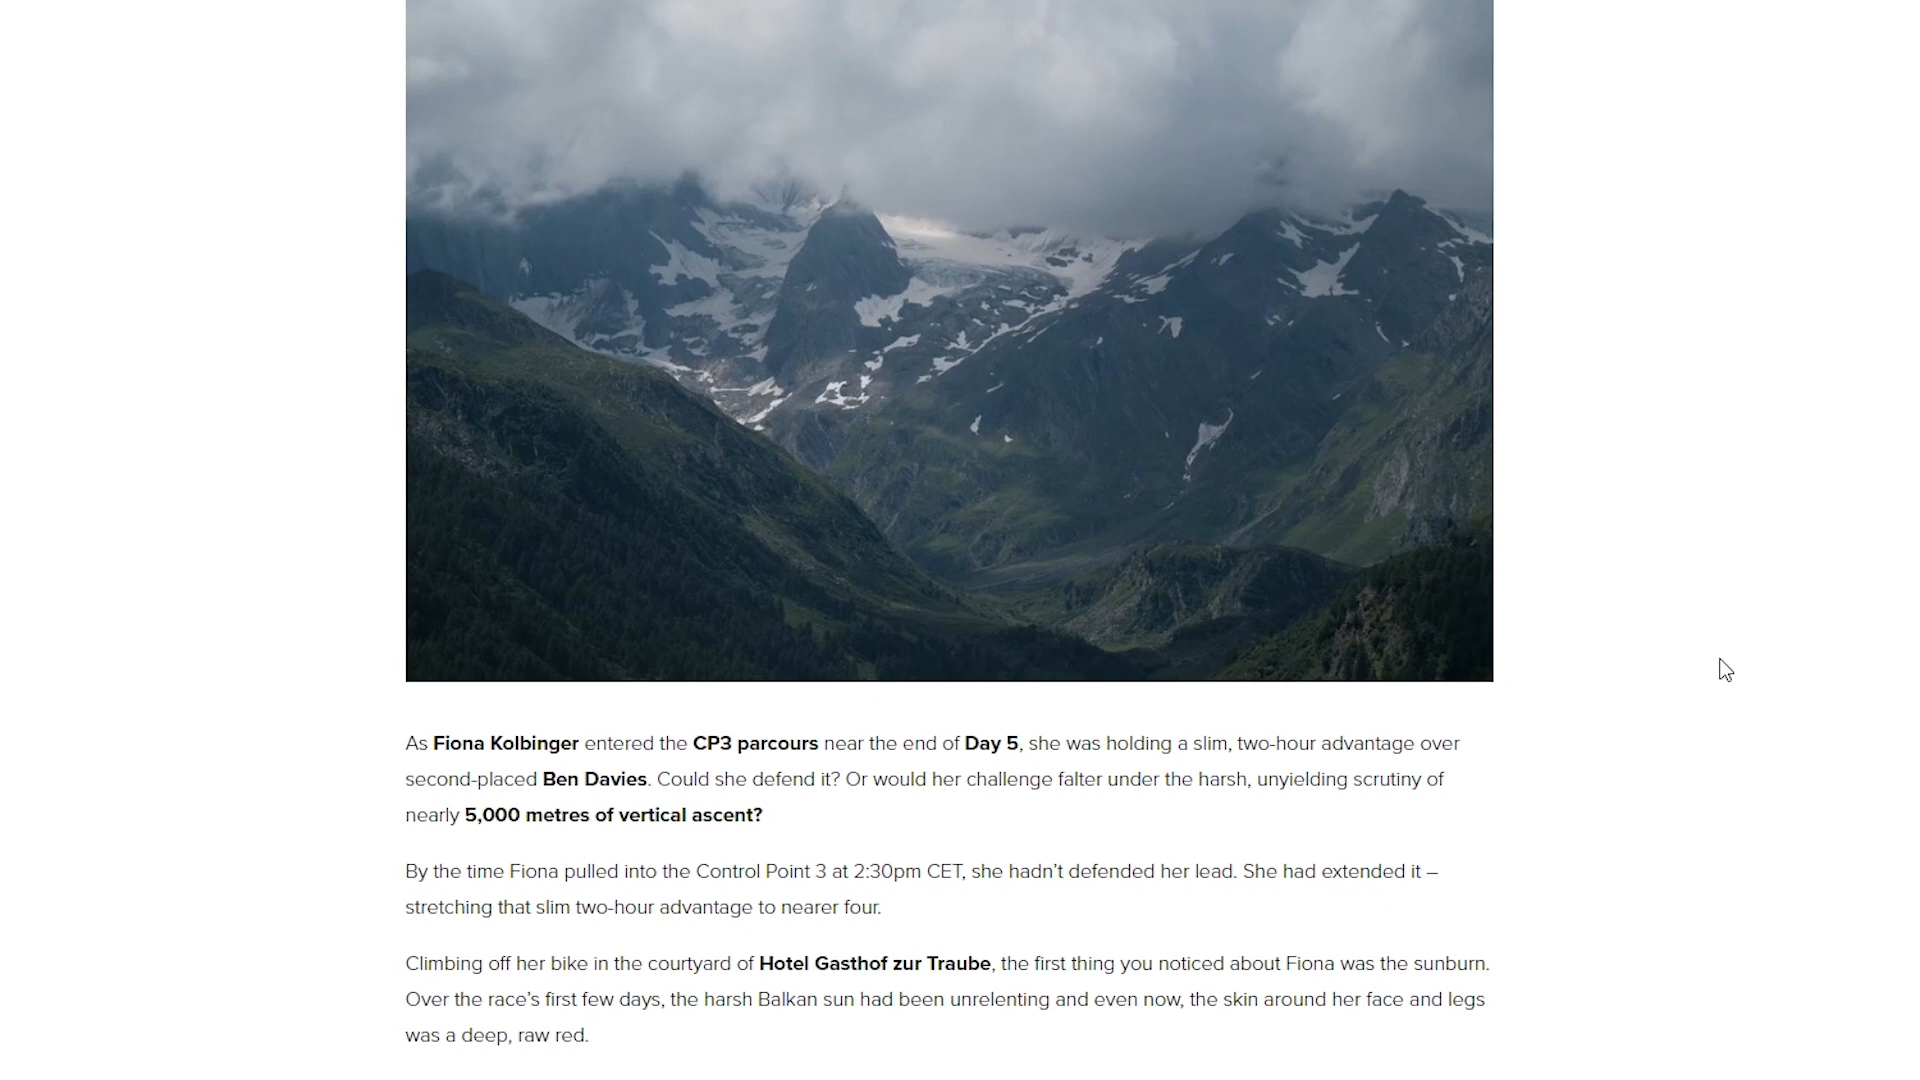 As Fiona Kolbinger entered the CP3 parcours near the end of Day 5, she was holding a slim, two-hour advantage over
second-placed Ben Davies. Could she defend it? Or would her challenge falter under the harsh, unyielding scrutiny of
nearly 5,000 metres of vertical ascent?
By the time Fiona pulled into the Control Point 3 at 2:30pm CET, she hadn’t defended her lead. She had extended it –
stretching that slim two-hour advantage to nearer four.
Climbing off her bike in the courtyard of Hotel Gasthof zur Traube, the first thing you noticed about Fiona was the sunburn.
Over the race’s first few days, the harsh Balkan sun had been unrelenting and even now, the skin around her face and legs
was a deep, raw red.